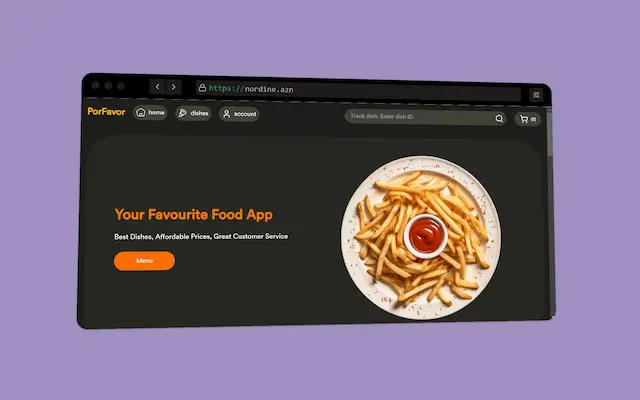 https://nordine.azn
PorFavor
home
dishes
account
Track dish: Enter dish ID
(0)
Your Favourite Food App
Best Dishes, Affordable Prices, Great Customer Service
Menu